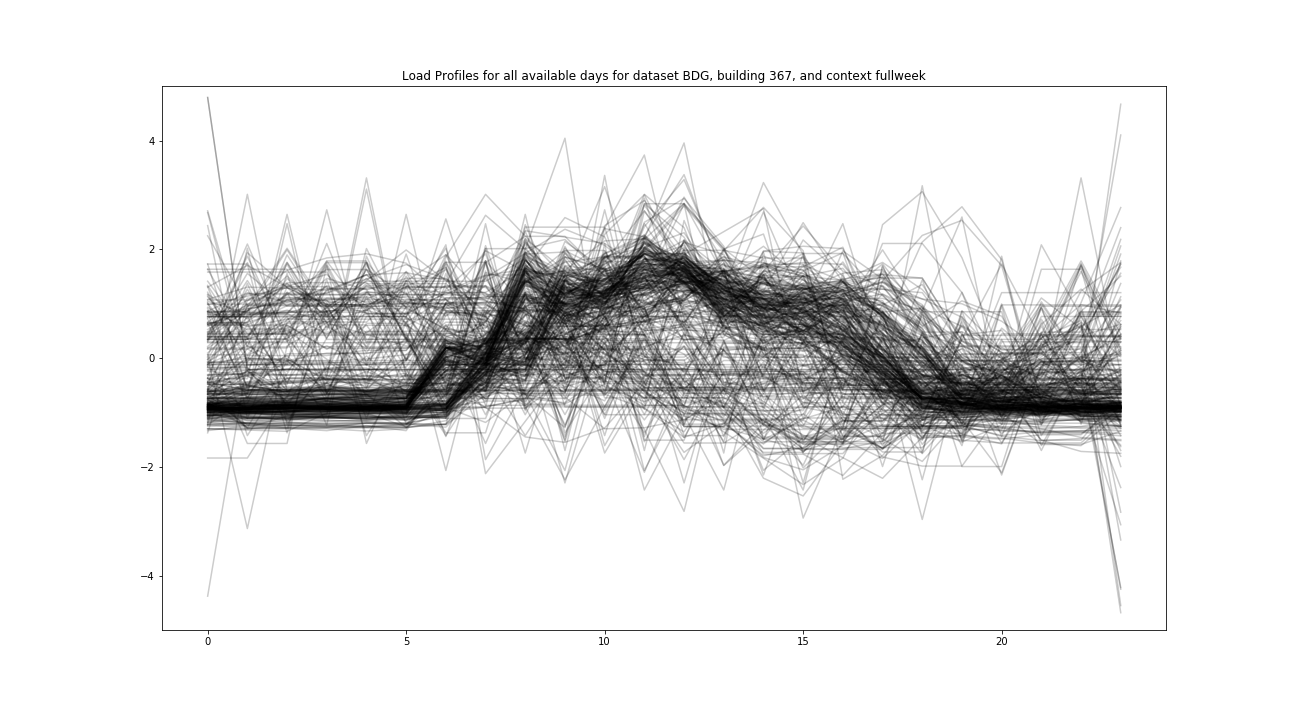 Load Profiles for all available days for dataset BDG, building 367, and context fullweek
4
2
0
−2
−4
0 5 10 15 20